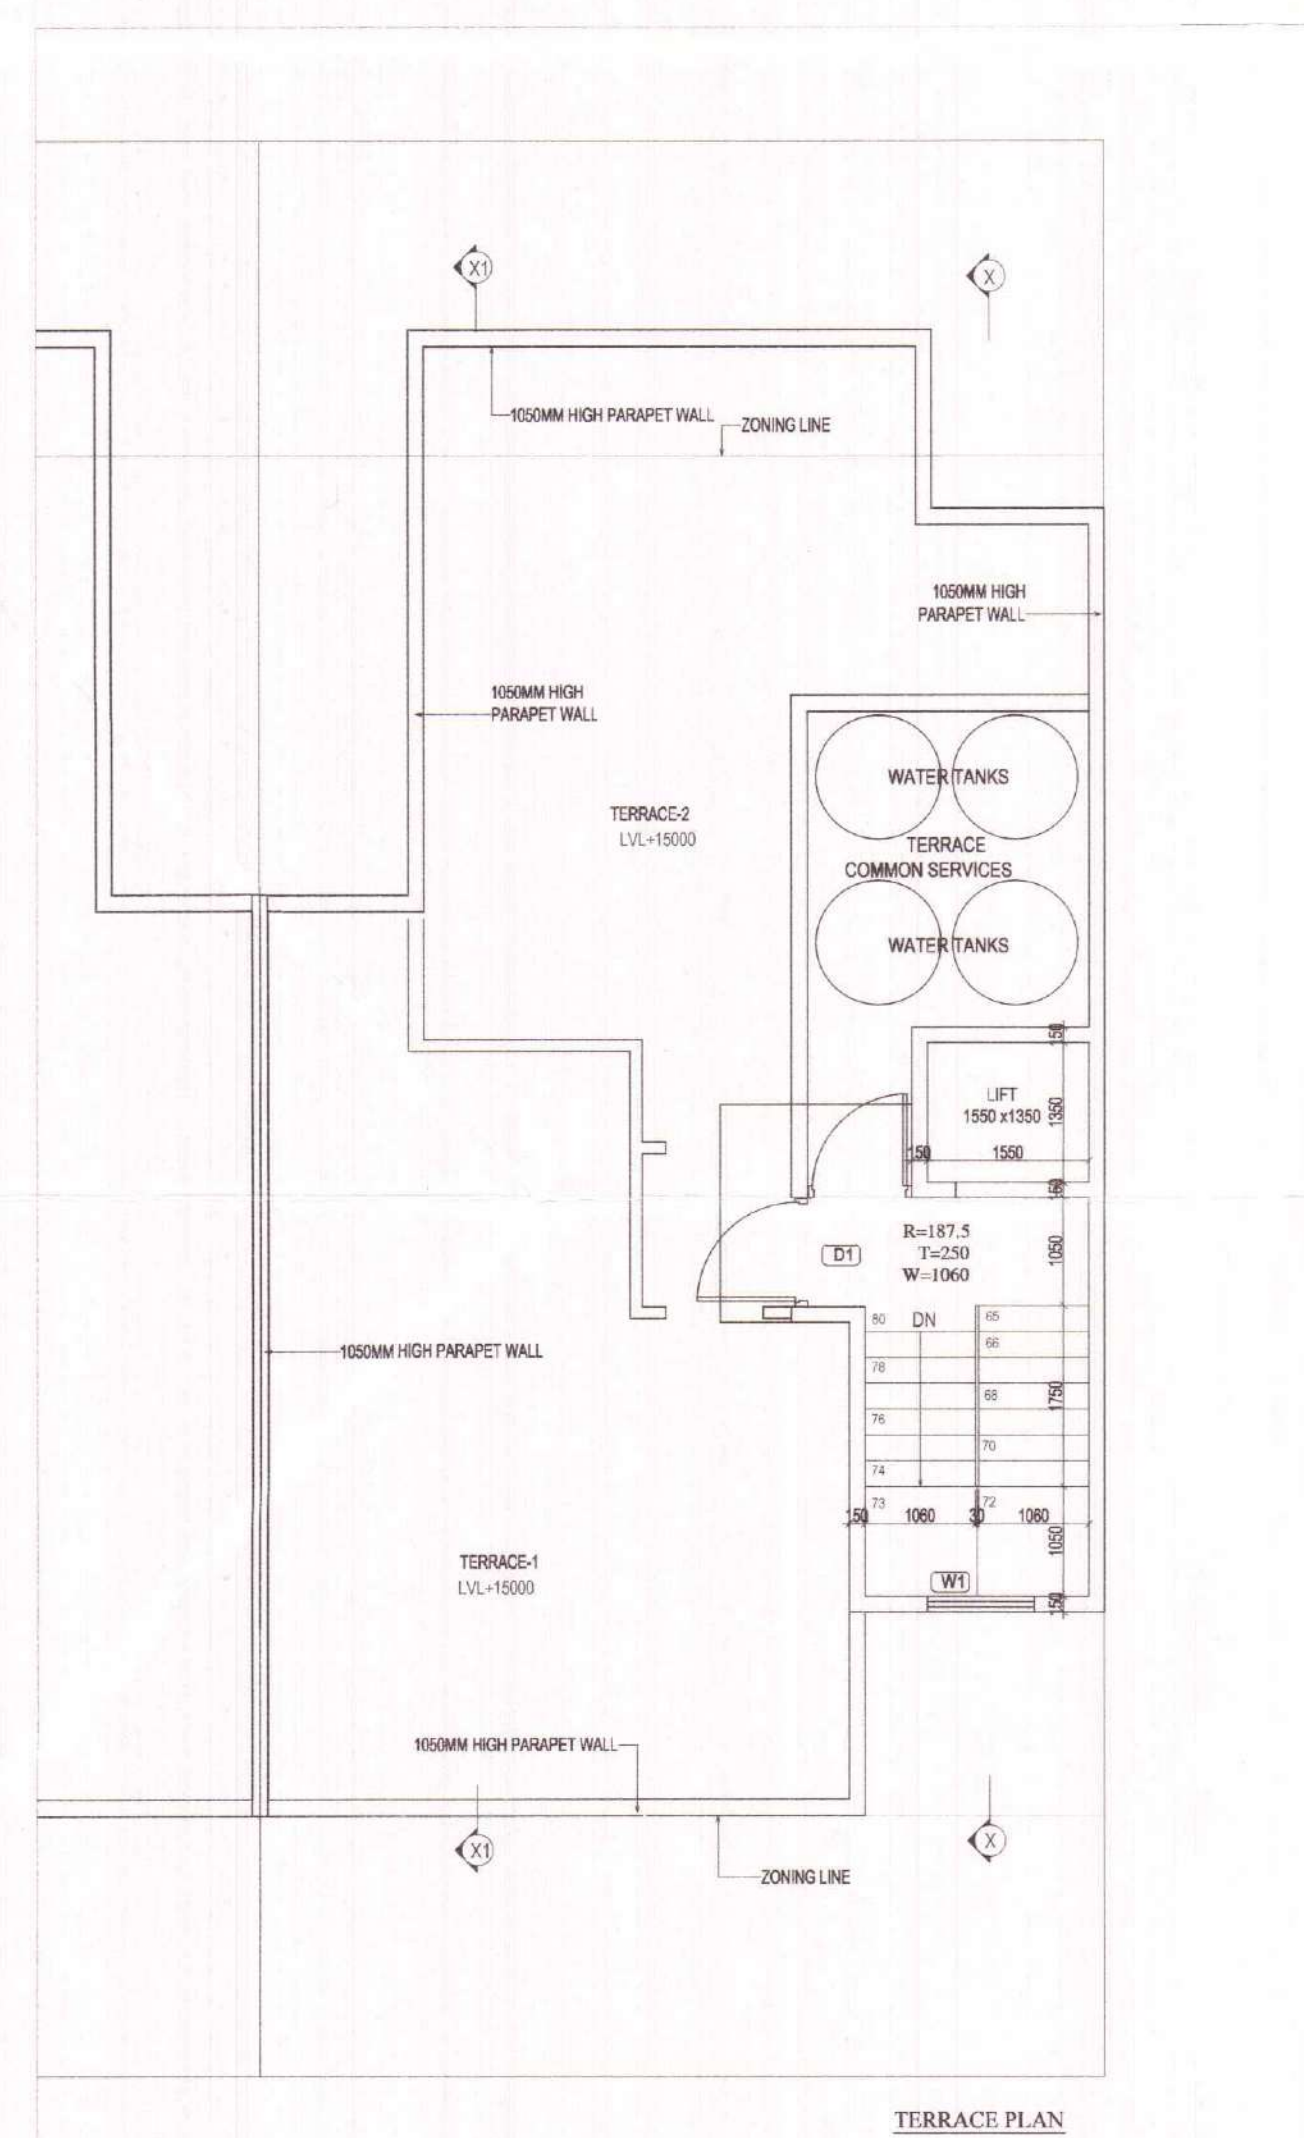 X1
X
1050MM HIGH PARAPET WALL
ZONING LINE
1050MM HIGH
PARAPET WALL
1050MM HIGH
PARAPET WALL
WATER TANKS
TERRACE-2
LVL+15000
TERRACE
COMMON SERVICES
WATER TANKS
150
LIFT
1550 x1350
1350
150
1550
150
R=187.5
T=250
W=1060
D1
1050
80
DN
65
66
78
68
1750
76
70
74
73
72
150
1060
30
1060
1050
W1
150
1050MM HIGH PARAPET WALL
TERRACE-1
LVL+15000
1050MM HIGH PARAPET WALL
X1
X
ZONING LINE
TERRACE PLAN